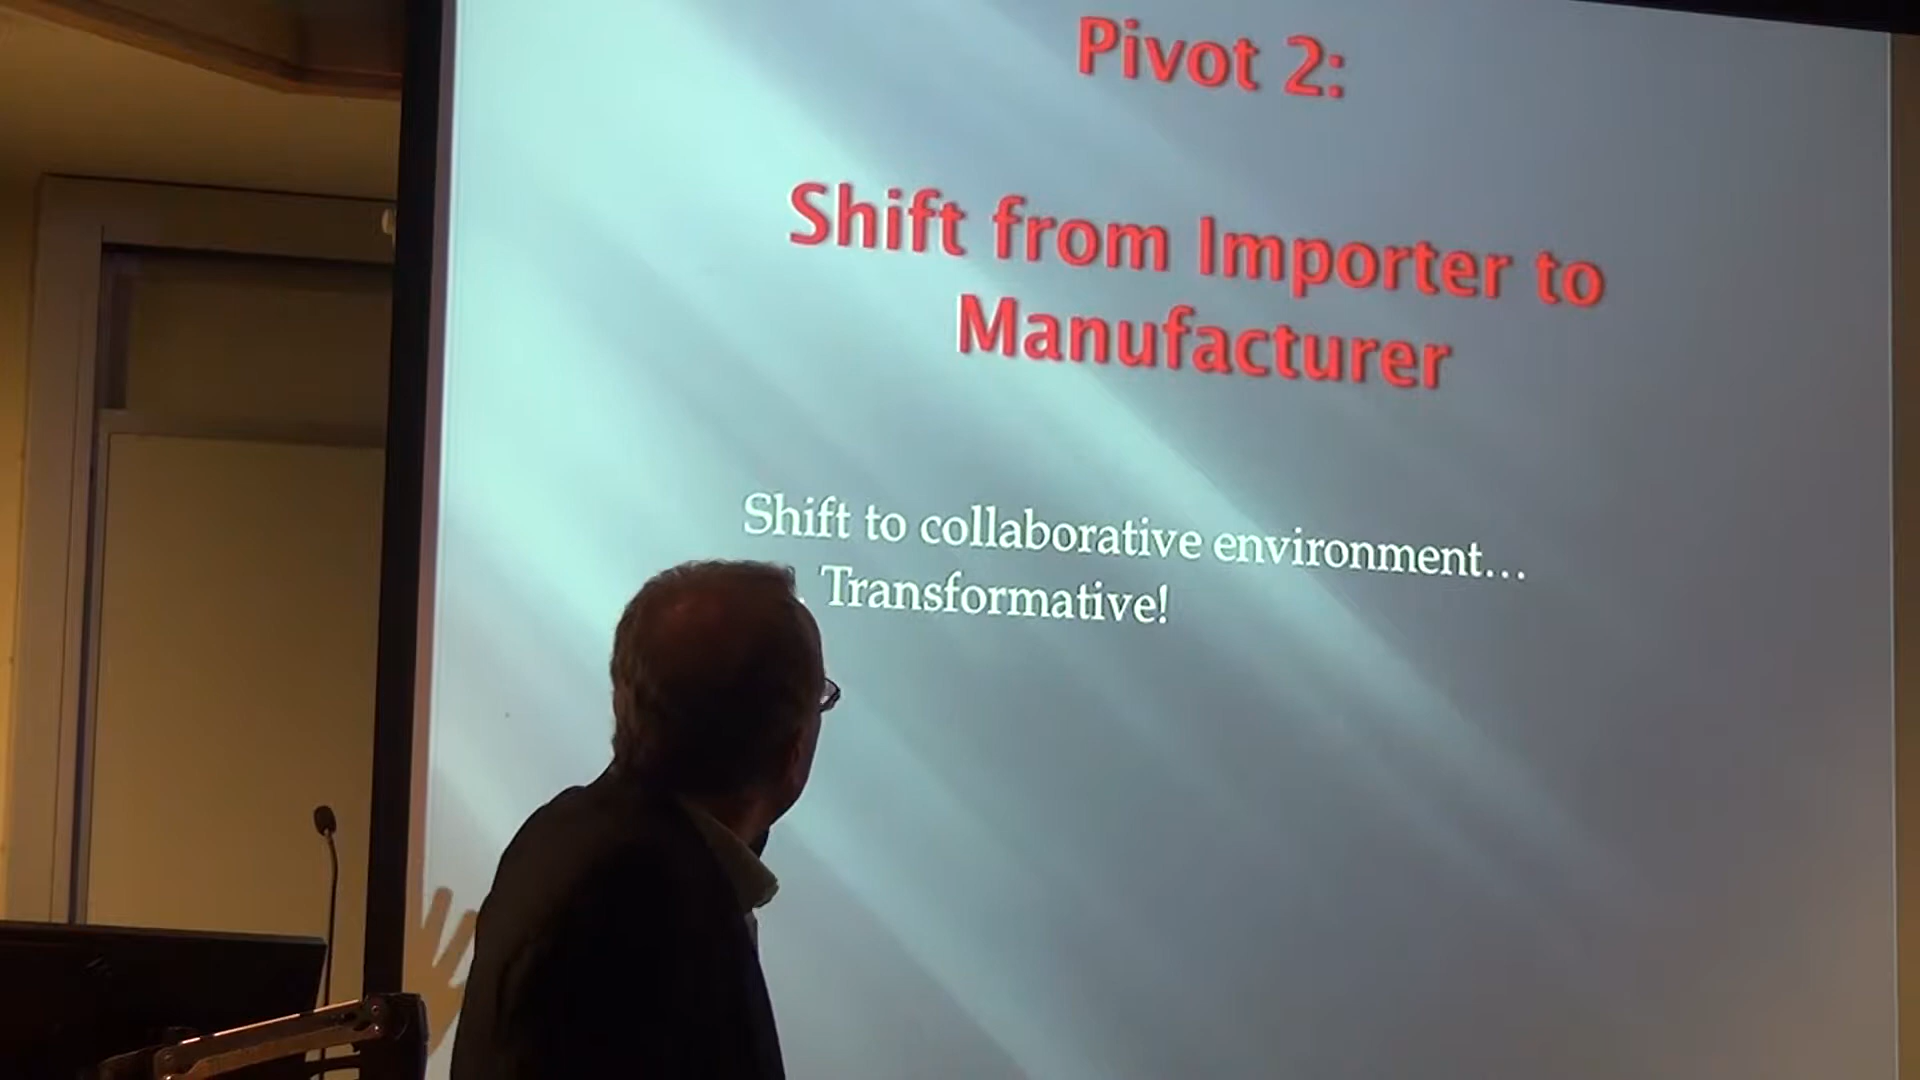 Pivot 2:
Shift from Importer to
Manufacturer
Shift to collaborative environment…
. Transformative!